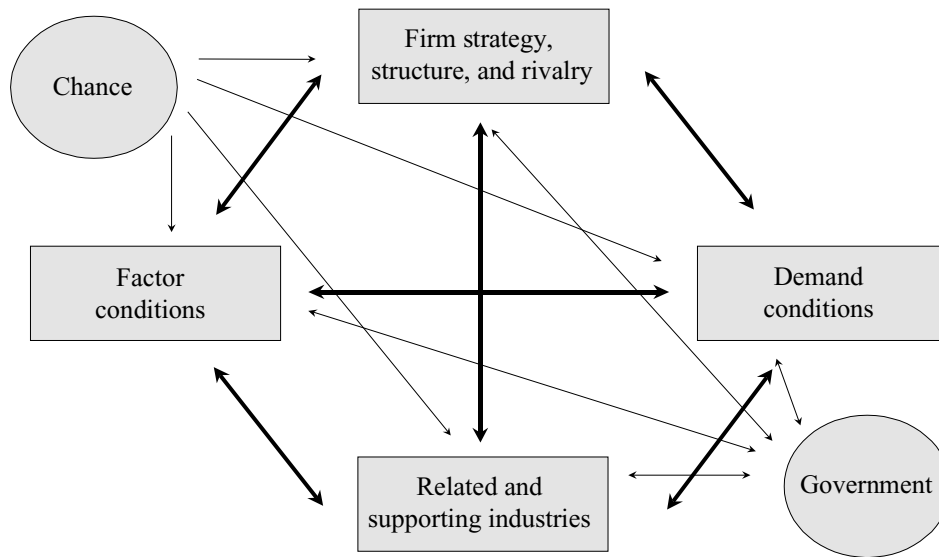 Firm strategy,
structure, and rivalry
Chance
Factor
conditions
Demand
conditions
Related and
supporting industries
Government